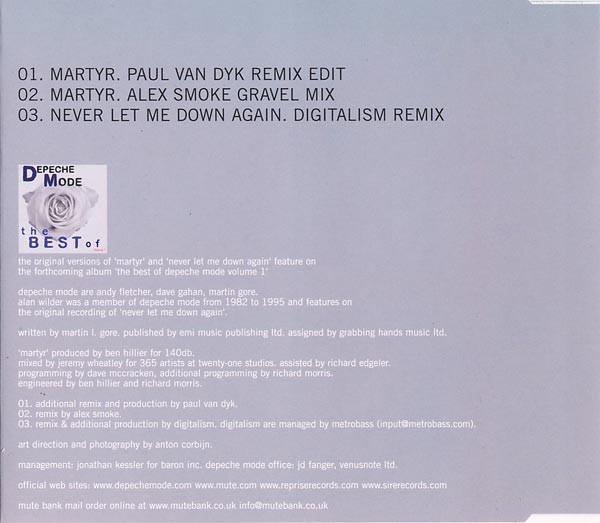 01. MARTYR. PAUL VAN DYK REMIX EDIT
02. MARTYR. ALEX SMOKE GRAVEL MIX
03. NEVER LET ME DOWN AGAIN. DIGITALISM REMIX
DEPECHE
MODE
the
BEST of
the original versions of 'martyr' and 'never let me down again' feature on
the forthcoming album 'the best of depeche mode volume 1'
depeche mode are andy fletcher, dave gahan, martin gore.
alan wilder was a member of depeche mode from 1982 to 1995 and features on
the original recording of 'never let me down again'.
written by martin l. gore. published by emi music publishing ltd. assigned by grabbing hands music ltd.
'martyr' produced by ben hillier for 140db.
mixed by jeremy wheatley for 365 artists at twenty-one studios. assisted by richard edgeler.
programming by dave mccracken, additional programming by richard morris.
engineered by ben hillier and richard morris.
01. additional remix and production by paul van dyk.
02. remix by alex smoke.
03. remix & additional production by digitalism. digitalism are managed by metrobass (input@metrobass.com).
art direction and photography by anton corbijn.
management: jonathan kessler for baron inc. depeche mode office: jd fanger, venusnote ltd.
official web sites: www.depechemode.com www.mute.com www.repriserecords.com www.sirerecords.com
mute bank mail order online at www.mutebank.co.uk info@mutebank.co.uk